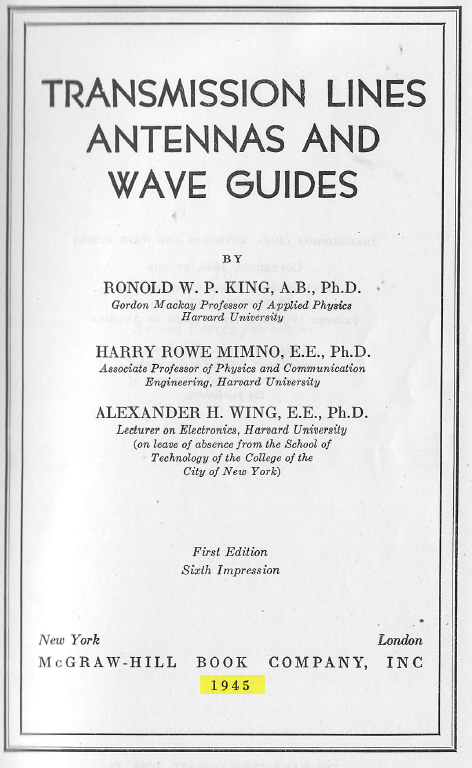 TRANSMISSION LINES
ANTENNAS AND
WAVE GUIDES
BY
RONOLD W. P. KING, A.B., Ph.D.
Gordon Mackay Professor of Applied Physics
Harvard University
HARRY ROWE MIMNO, E.E., Ph.D.
Associate Professor of Physics and Communication
Engineering, Harvard University
ALEXANDER H. WING, E.E., Ph.D.
Lecturer on Electronics, Harvard University
(on leave of absence from the School of
Technology of the College of the
City of New York)
First Edition
Sixth Impression
New York London
McGRAW-HILL BOOK COMPANY, INC
1945